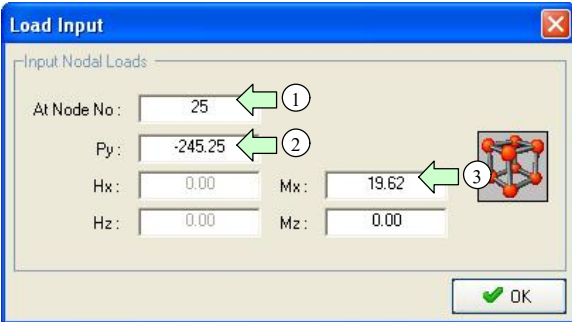 Load Input
Input Nodal Loads
At Node No : 25 1
Py : -245.25 2
Hx : 0.00 Mx : 19.62 3
Hz : 0.00 Mz : 0.00
OK